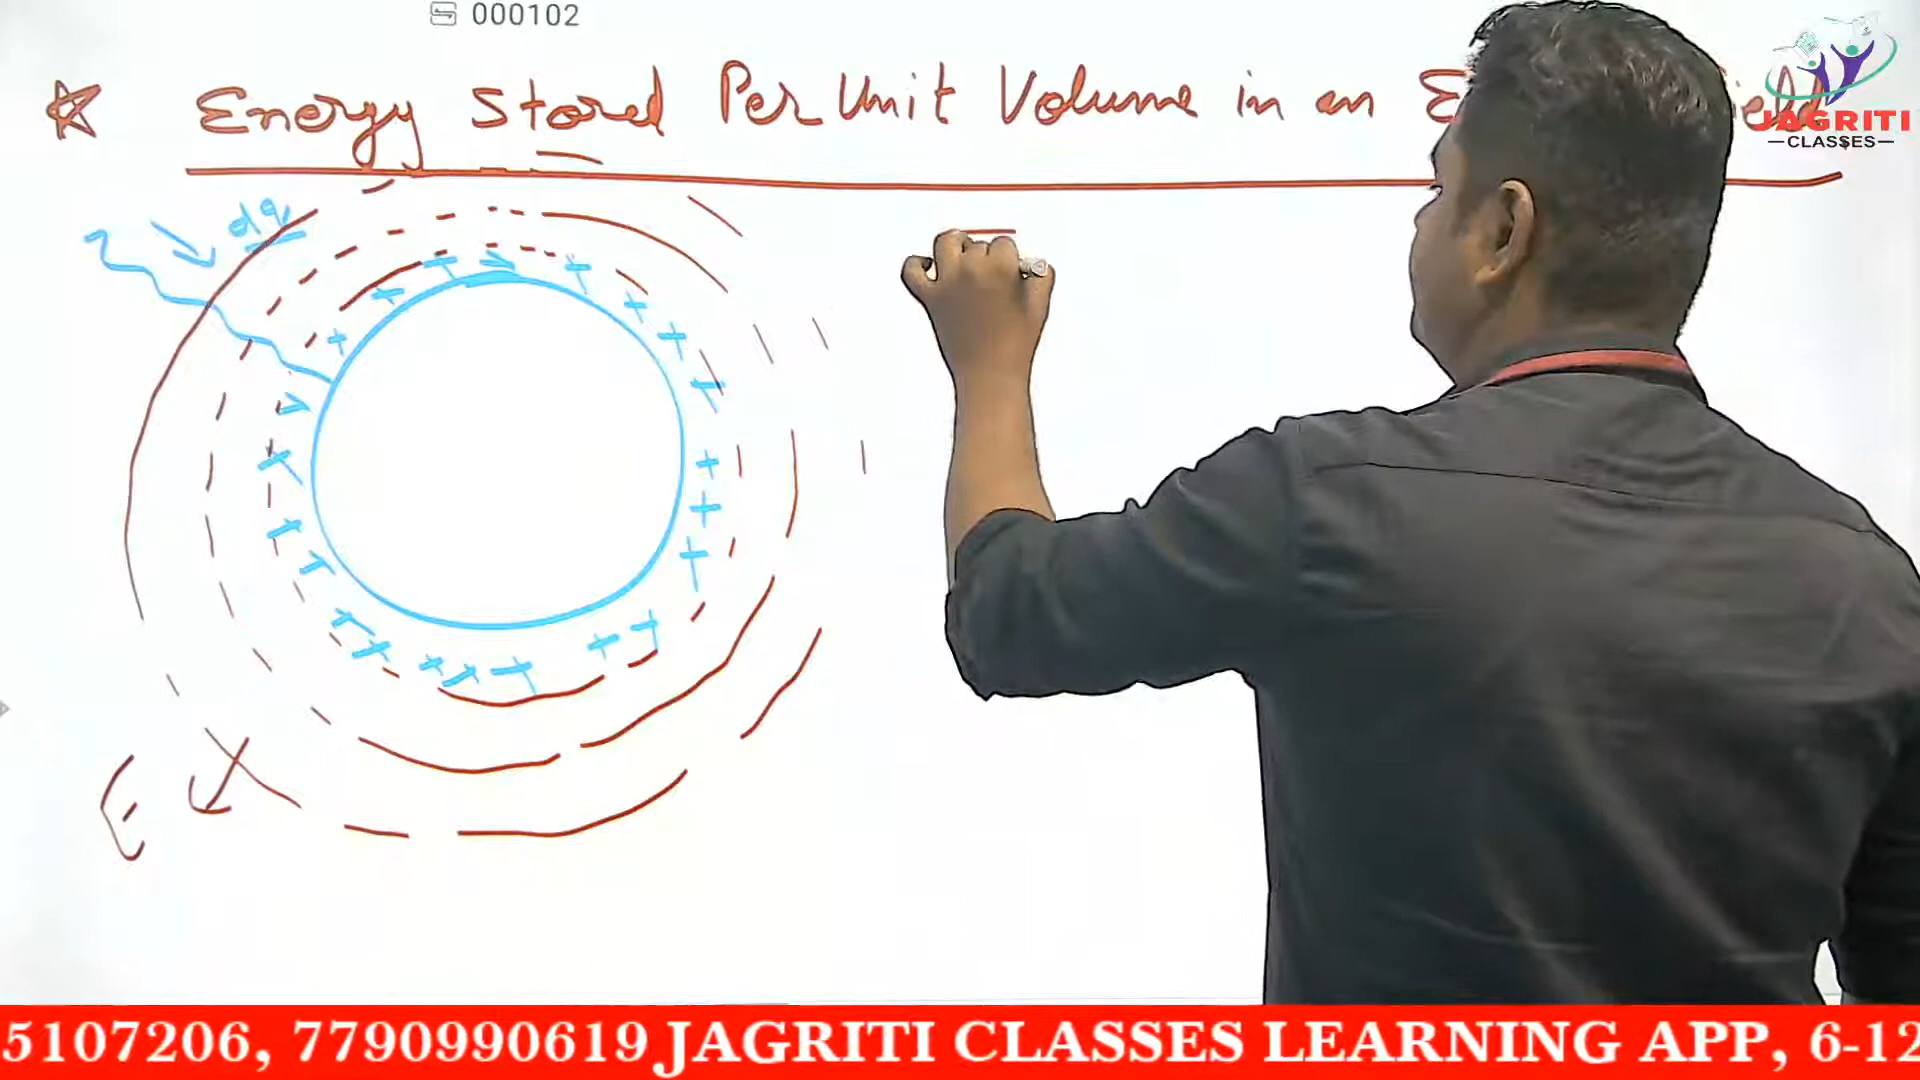 000102
☆ Energy Stored Per Unit Volume in an E ield
JAGRITI
—CLASSES—
dq
E
5107206, 7790990619 JAGRITI CLASSES LEARNING APP, 6-12